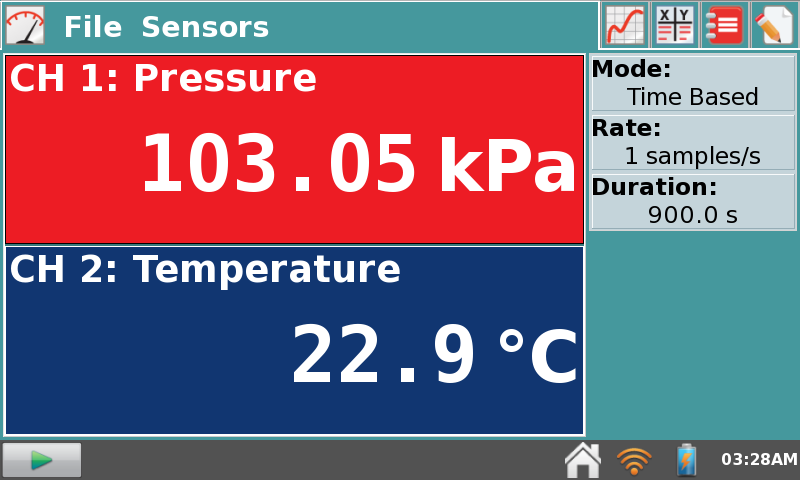 File Sensors
X Y
CH 1: Pressure
103.05 kPa
CH 2: Temperature
22.9 °C
Mode:
Time Based
Rate:
1 samples/s
Duration:
900.0 s
03:28AM